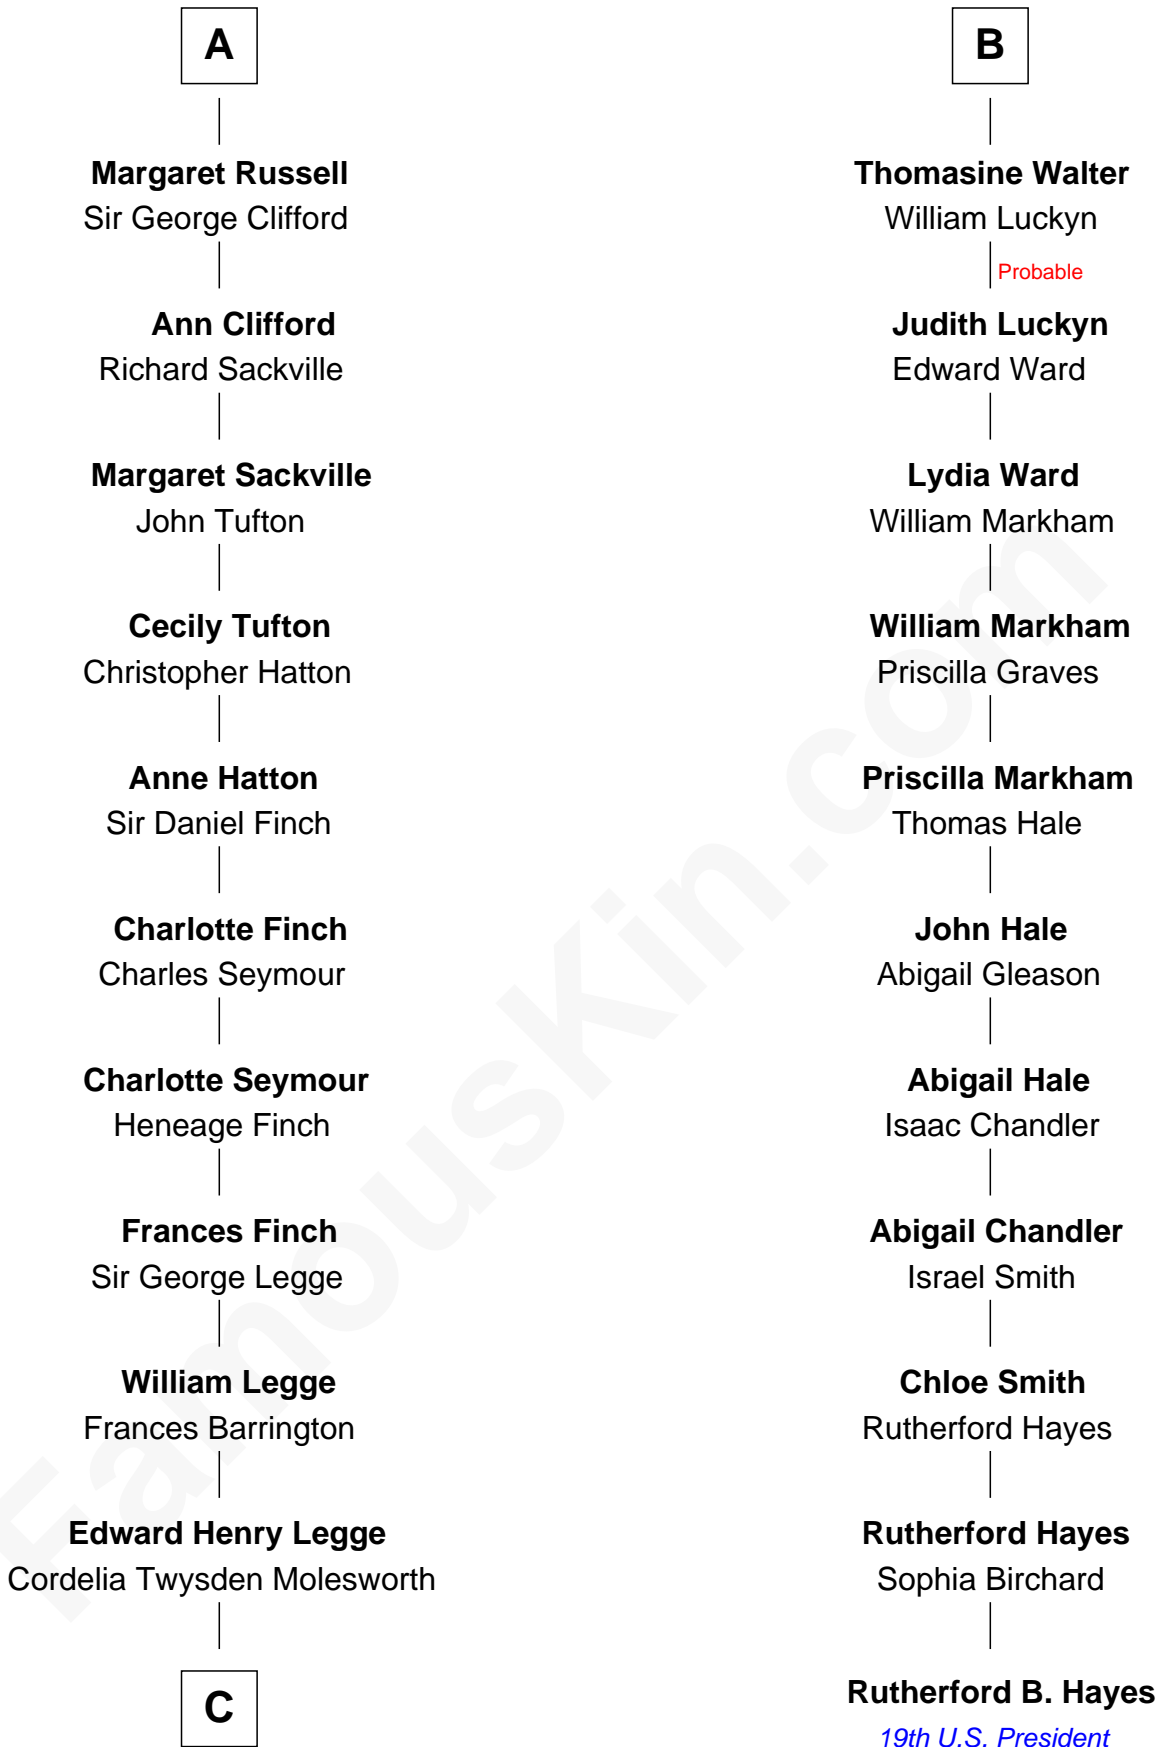 A
Margaret Russell
Sir George Clifford
Ann Clifford
Richard Sackville
Margaret Sackville
John Tufton
Cecily Tufton
Christopher Hatton
Anne Hatton
Sir Daniel Finch
Charlotte Finch
Charles Seymour
Charlotte Seymour
Heneage Finch
Frances Finch
Sir George Legge
William Legge
Frances Barrington
Edward Henry Legge
Cordelia Twysden Molesworth
C
B
Thomasine Walter
William Luckyn
Probable
Judith Luckyn
Edward Ward
Lydia Ward
William Markham
William Markham
Priscilla Graves
Priscilla Markham
Thomas Hale
John Hale
Abigail Gleason
Abigail Hale
Isaac Chandler
Abigail Chandler
Israel Smith
Chloe Smith
Rutherford Hayes
Rutherford Hayes
Sophia Birchard
Rutherford B. Hayes
19th U.S. President
FamousKin.com